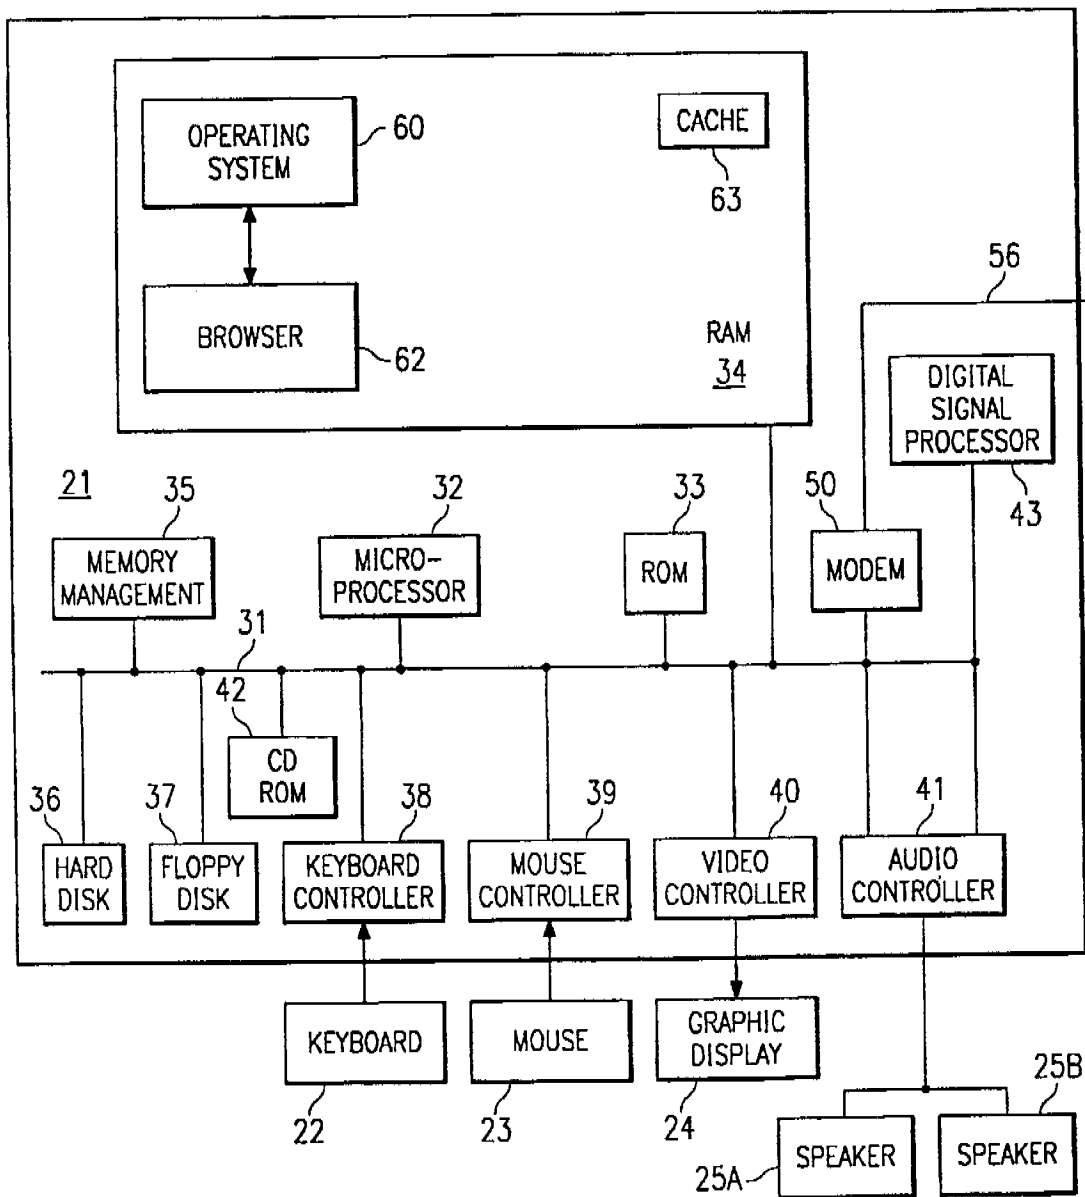 OPERATING
SYSTEM
60
CACHE
63
BROWSER
62
RAM
34
56
DIGITAL
SIGNAL
PROCESSOR
43
21
35
MEMORY
MANAGEMENT
32
MICRO-
PROCESSOR
33
ROM
50
MODEM
31
42
CD
ROM
36
HARD
DISK
37
FLOPPY
DISK
38
KEYBOARD
CONTROLLER
39
MOUSE
CONTROLLER
40
VIDEO
CONTROLLER
41
AUDIO
CONTROLLER
KEYBOARD
22
MOUSE
23
GRAPHIC
DISPLAY
24
25A
SPEAKER
25B
SPEAKER